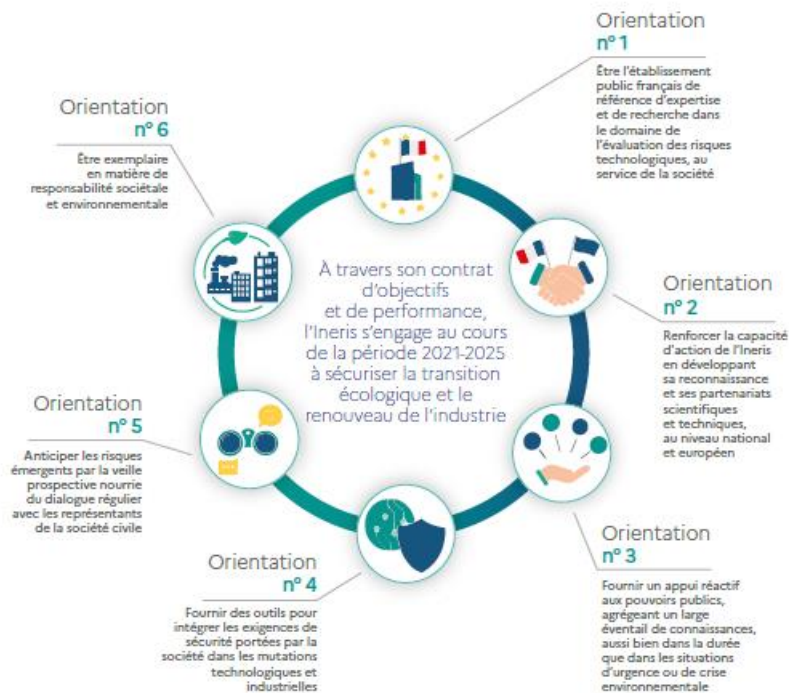 Orientation
n° 1
Être l'établissement
public français de
référence d'expertise
et de recherche dans
le domaine de
l'évaluation des risques
technologiques, au
service de la société
Orientation
n° 2
Renforcer la capacité
d'action de l'Ineris
en développant
sa reconnaissance
et ses partenariats
scientifiques
et techniques,
au niveau national
et européen
Orientation
n° 3
Fournir un appui réactif
aux pouvoirs publics,
agrégeant un large
éventail de connaissances,
aussi bien dans la durée
que dans les situations
d'urgence ou de crise
environnementale
Orientation
n° 4
Fournir des outils pour
intégrer les exigences de
sécurité portées par la
société dans les mutations
technologiques et
industrielles
Orientation
n° 5
Anticiper les risques
émergents par la veille
prospective nourrie
du dialogue régulier
avec les représentants
de la société civile
Orientation
n° 6
Être exemplaire
en matière de
responsabilité sociétale
et environnementale
À travers son contrat
d'objectifs
et de performance,
l'Ineris s'engage au cours
de la période 2021-2025
à sécuriser la transition
écologique et le
renouveau de l'industrie